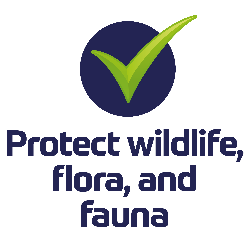 Protect wildlife,
flora, and
fauna